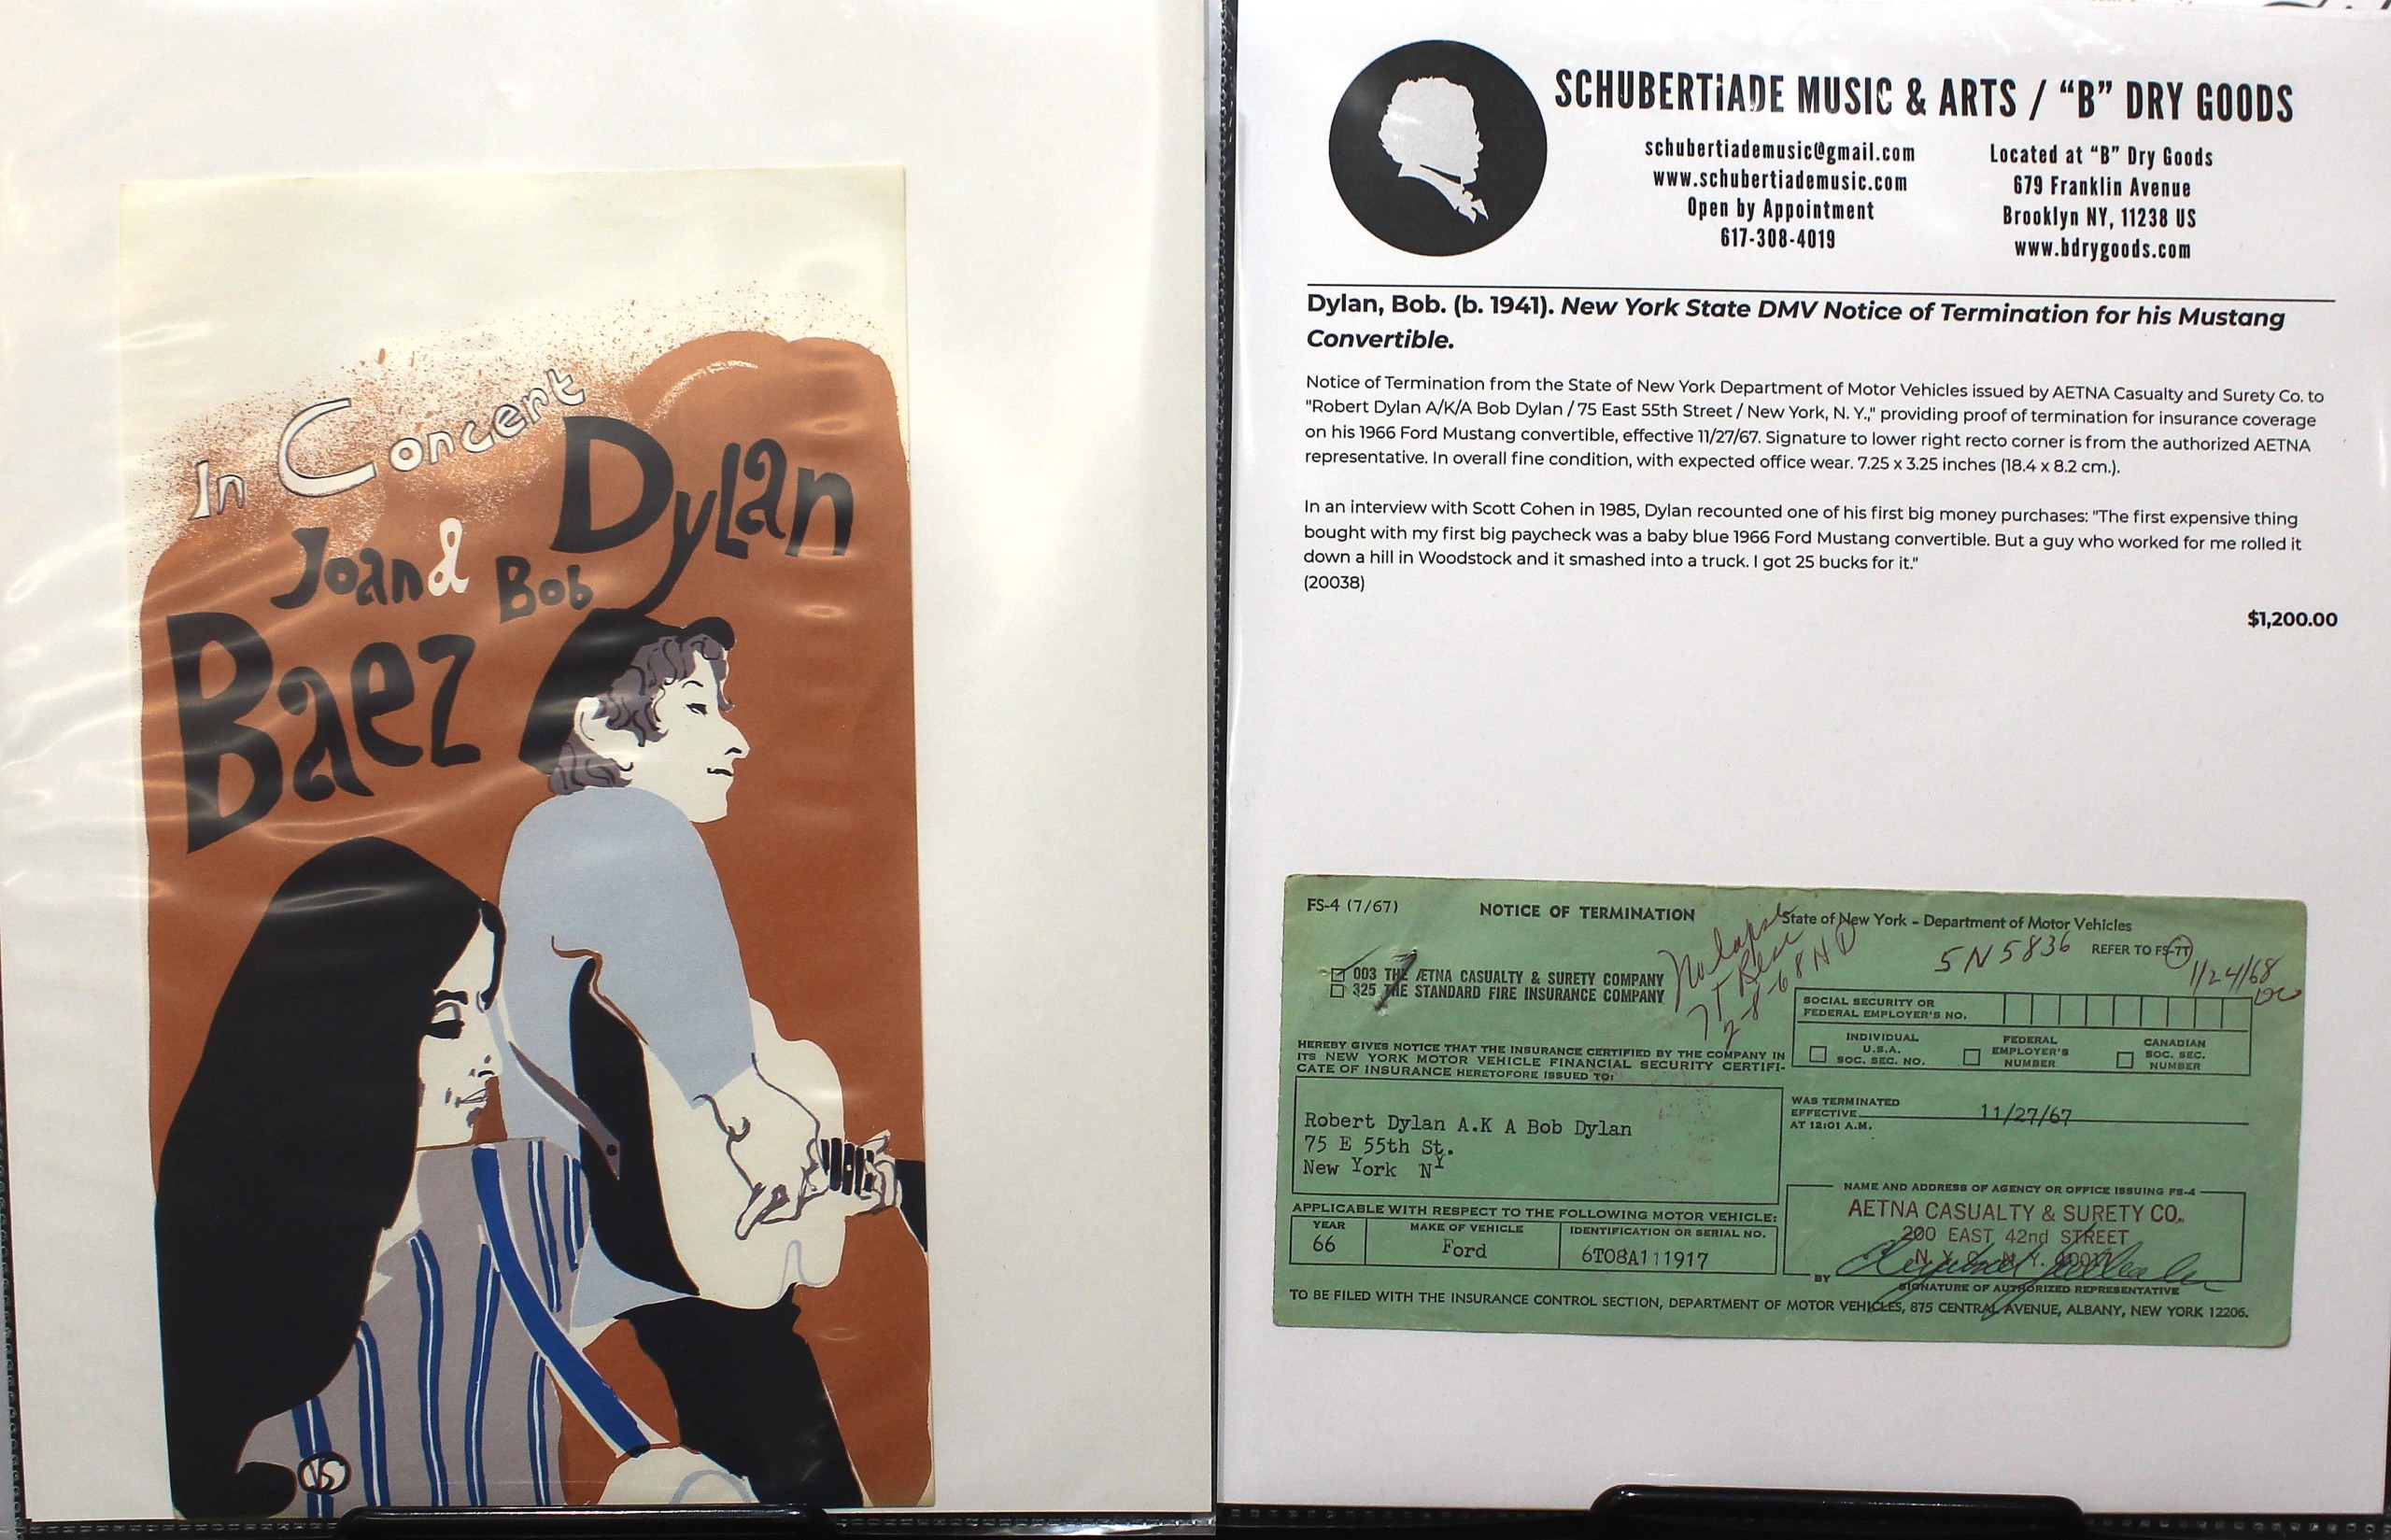 In Concert
Joan & Bob Dylan
Baez
VS
SCHUBERTiADE MUSIC & ARTS / “B” DRY GOODS
schubertiademusic@gmail.com
www.schubertiademusic.com
Open by Appointment
617-308-4019
Located at “B” Dry Goods
679 Franklin Avenue
Brooklyn NY, 11238 US
www.bdrygoods.com
Dylan, Bob. (b. 1941). New York State DMV Notice of Termination for his Mustang
Convertible.
Notice of Termination from the State of New York Department of Motor Vehicles issued by AETNA Casualty and Surety Co. to
"Robert Dylan A/K/A Bob Dylan / 75 East 55th Street / New York, N. Y.," providing proof of termination for insurance coverage
on his 1966 Ford Mustang convertible, effective 11/27/67. Signature to lower right recto corner is from the authorized AETNA
representative. In overall fine condition, with expected office wear. 7.25 x 3.25 inches (18.4 x 8.2 cm.).
In an interview with Scott Cohen in 1985, Dylan recounted one of his first big money purchases: "The first expensive thing
bought with my first big paycheck was a baby blue 1966 Ford Mustang convertible. But a guy who worked for me rolled it
down a hill in Woodstock and it smashed into a truck. I got 25 bucks for it."
(20038)
$1,200.00
FS-4 (7/67)
NOTICE OF TERMINATION
State of New York - Department of Motor Vehicles
5N5836
REFER TO FS-7T
1/24/68
No lapse
7T
2-8-68 ND
003 THE ÆTNA CASUALTY & SURETY COMPANY
325 THE STANDARD FIRE INSURANCE COMPANY
SOCIAL SECURITY OR
FEDERAL EMPLOYER'S NO.
INDIVIDUAL
U.S.A.
SOC. SEC. NO.
FEDERAL
EMPLOYER'S
NUMBER
CANADIAN
SOC. SEC.
NUMBER
HEREBY GIVES NOTICE THAT THE INSURANCE CERTIFIED BY THE COMPANY IN
ITS NEW YORK MOTOR VEHICLE FINANCIAL SECURITY CERTIFI-
CATE OF INSURANCE HERETOFORE ISSUED TO:
Robert Dylan A.K A Bob Dylan
75 E 55th St.
New York NY
WAS TERMINATED
EFFECTIVE 11/27/67
AT 12:01 A.M.
APPLICABLE WITH RESPECT TO THE FOLLOWING MOTOR VEHICLE:
YEAR
66
MAKE OF VEHICLE
Ford
IDENTIFICATION OR SERIAL NO.
6T08A111917
NAME AND ADDRESS OF AGENCY OR OFFICE ISSUING FS-4
AETNA CASUALTY & SURETY CO.
200 EAST 42nd STREET
N. Y. C., N. Y. 10017
BY
SIGNATURE OF AUTHORIZED REPRESENTATIVE
TO BE FILED WITH THE INSURANCE CONTROL SECTION, DEPARTMENT OF MOTOR VEHICLES, 875 CENTRAL AVENUE, ALBANY, NEW YORK 12206.